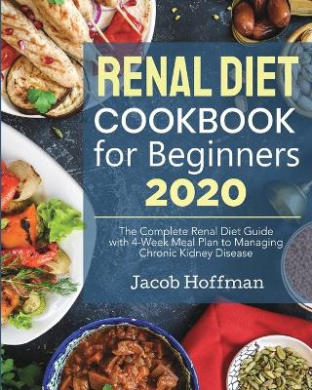 RENAL DIET
COOKBOOK
for Beginners
2020
The Complete Renal Diet Guide
with 4-Week Meal Plan to Managing
Chronic Kidney Disease
Jacob Hoffman